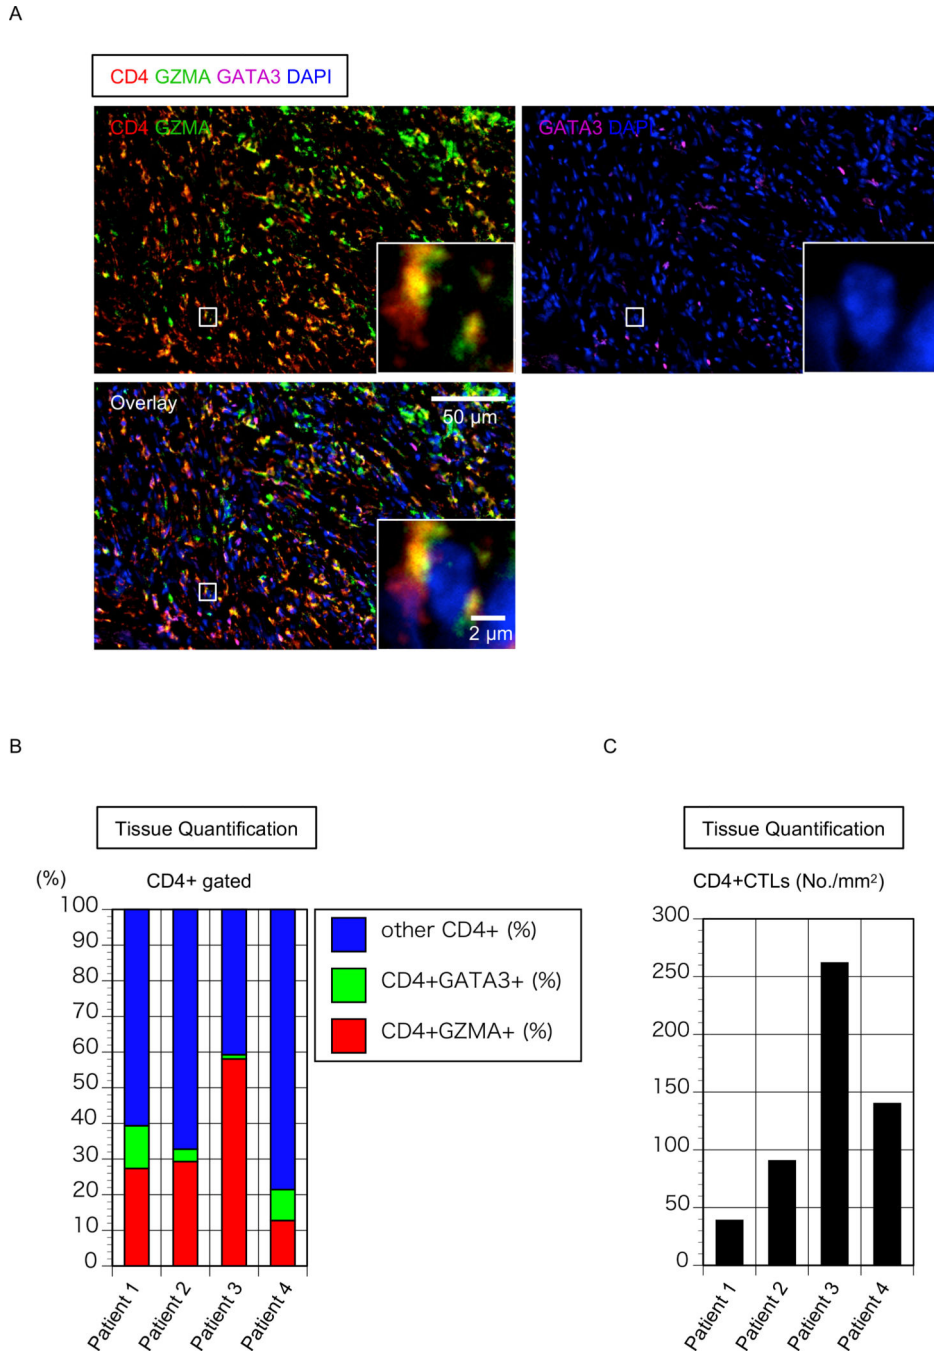 A
CD4 GZMA GATA3 DAPI
CD4 GZMA
GATA3 DAPI
Overlay
50 µm
2 µm
B
Tissue Quantification
(%)
CD4+ gated
100
90
80
70
60
50
40
30
20
10
0
Patient 1
Patient 2
Patient 3
Patient 4
other CD4+ (%)
CD4+GATA3+ (%)
CD4+GZMA+ (%)
C
Tissue Quantification
CD4+CTLs (No./mm²)
300
250
200
150
100
50
0
Patient 1
Patient 2
Patient 3
Patient 4